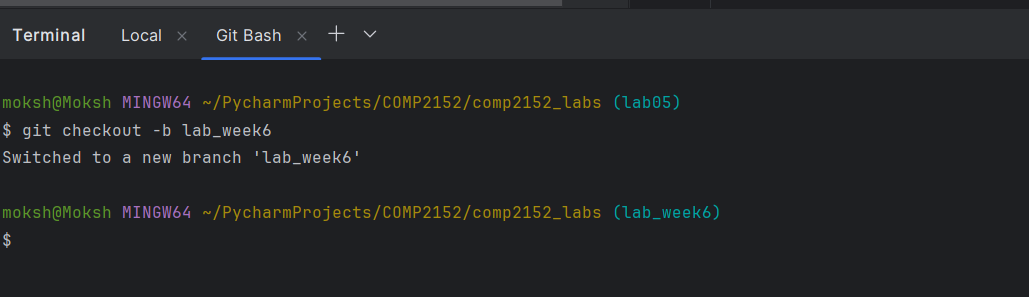 Terminal Local × Git Bash ×
moksh@Moksh MINGW64 ~/PycharmProjects/COMP2152/comp2152_labs (lab05)
$ git checkout -b lab_week6
Switched to a new branch 'lab_week6'
moksh@Moksh MINGW64 ~/PycharmProjects/COMP2152/comp2152_labs (lab_week6)
$